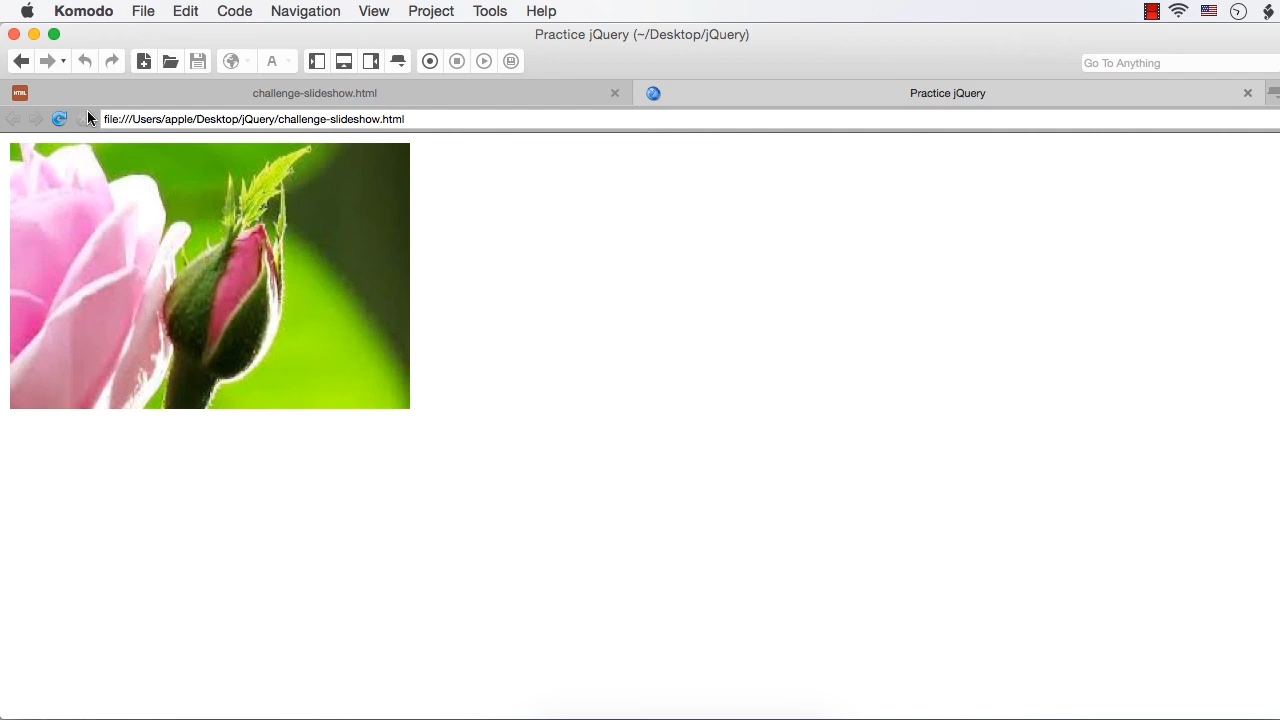 Komodo File Edit Code Navigation View Project Tools Help
Practice jQuery (~/Desktop/jQuery)
A Go To Anything
HTML challenge-slideshow.html Practice jQuery
file:///Users/apple/Desktop/jQuery/challenge-slideshow.html